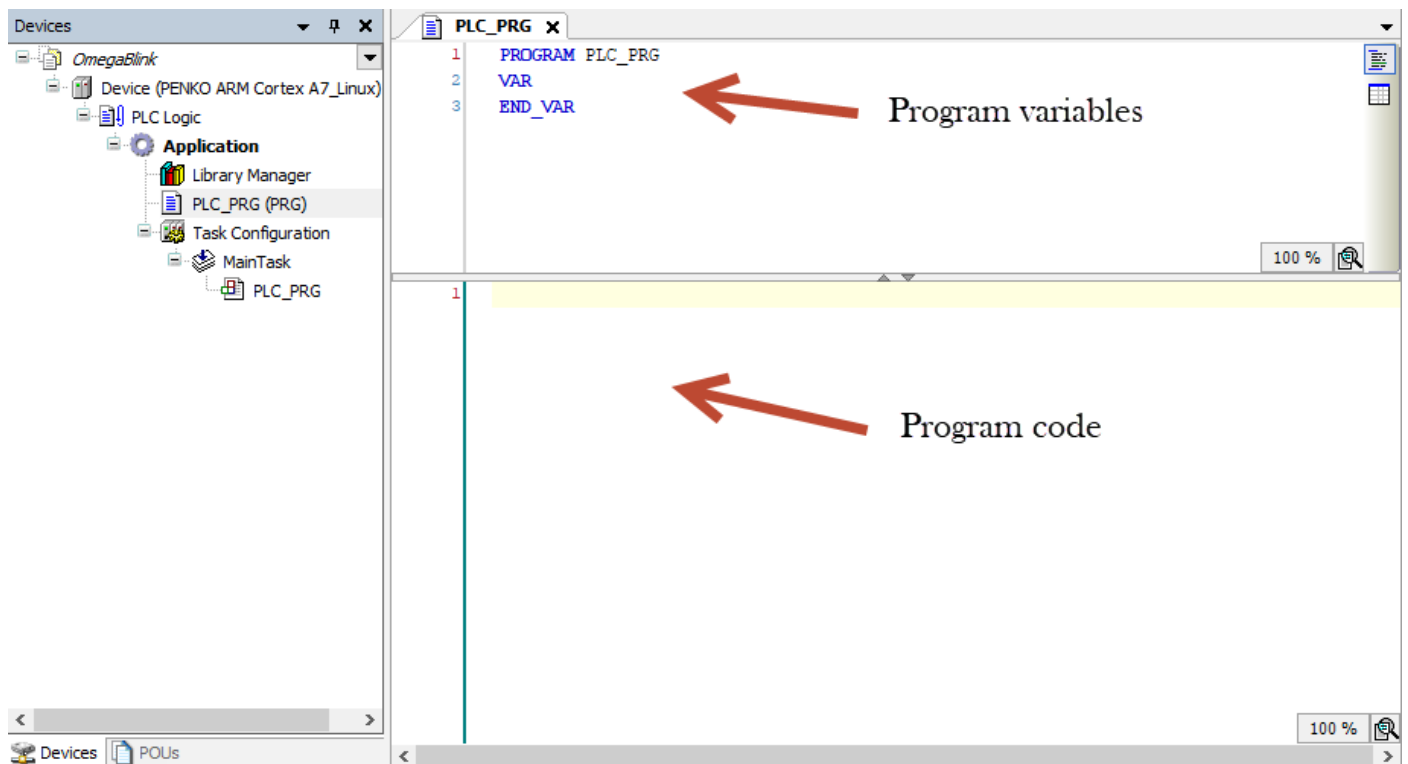 Devices
OmegaBlink
Device (PENKO ARM Cortex A7_Linux)
PLC Logic
Application
Library Manager
PLC_PRG (PRG)
Task Configuration
MainTask
PLC_PRG
Devices
POUs
PLC_PRG
1 PROGRAM PLC_PRG
2 VAR
3 END_VAR
Program variables
100 %
1
Program code
100 %